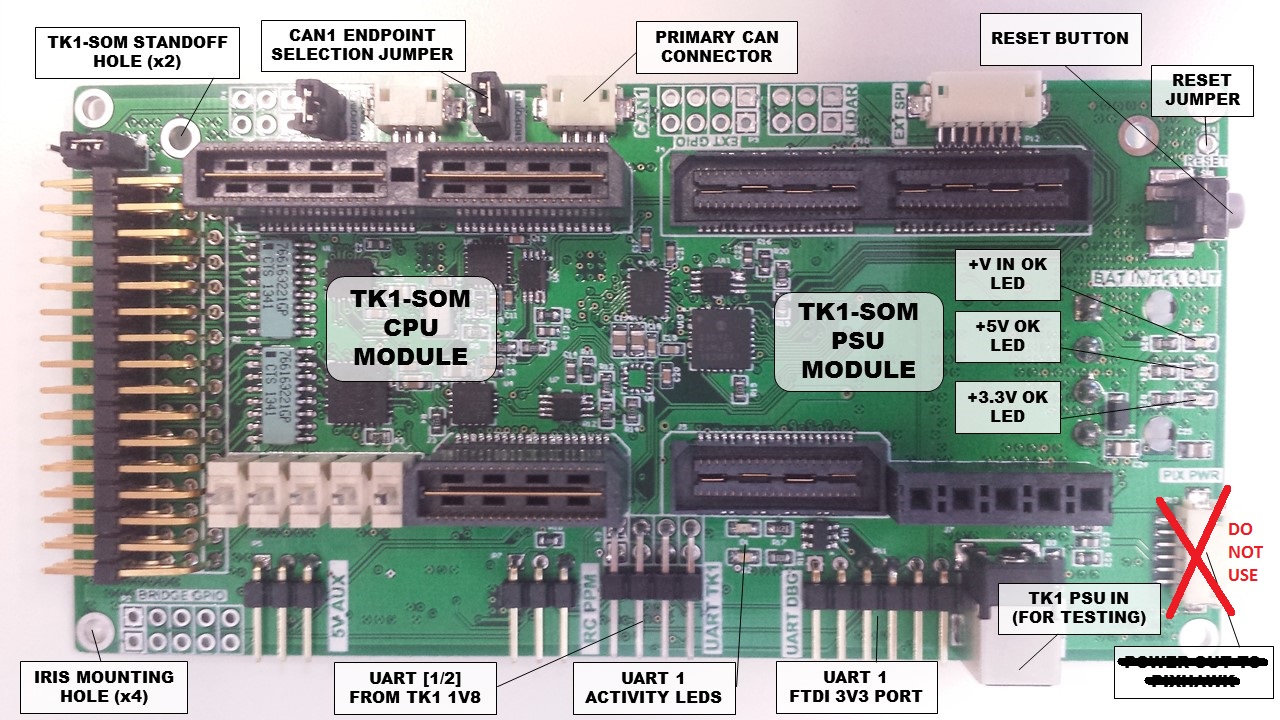 TK1-SOM STANDOFF
HOLE (x2)
CAN1 ENDPOINT
SELECTION JUMPER
PRIMARY CAN
CONNECTOR
RESET BUTTON
RESET
JUMPER
CAN1
EXT GPIO
LIDAR
EXT SPI
RESET
766163221GP
CTS 1341
766163221GP
CTS 1341
TK1-SOM
CPU
MODULE
TK1-SOM
PSU
MODULE
BAT IN TK1 OUT
+V IN OK
LED
+5V OK
LED
+3.3V OK
LED
PIX PWR
DO
NOT
USE
BRIDGE GPIO
5V AUX
RC PPM
UART TK1
UART DBG
TK1 PSU IN
(FOR TESTING)
IRIS MOUNTING
HOLE (x4)
UART [1/2]
FROM TK1 1V8
UART 1
ACTIVITY LEDS
UART 1
FTDI 3V3 PORT
POWER OUT TO
PIXHAWK